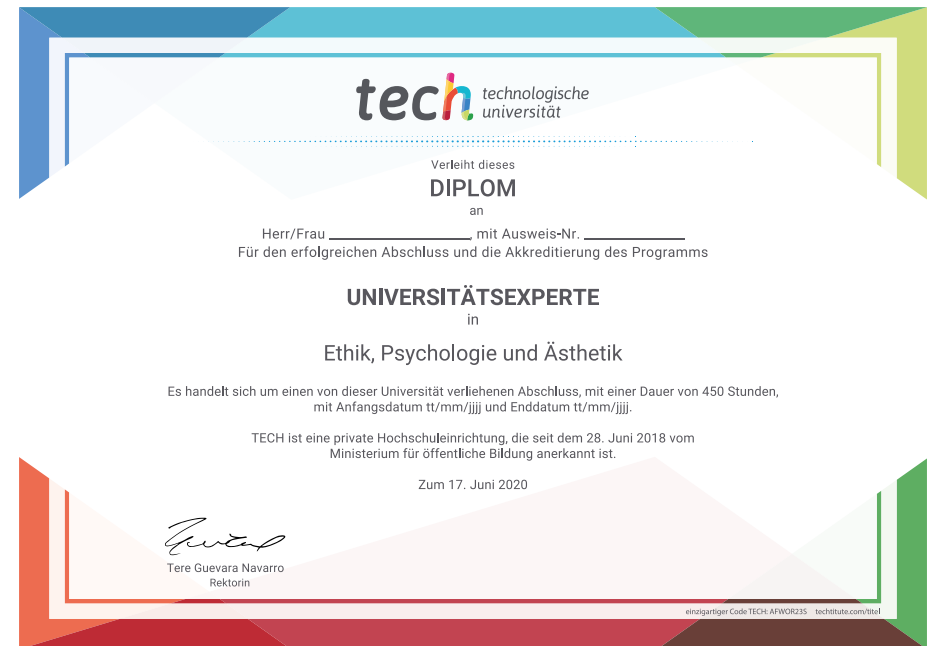 tech technologische
universität
Verleiht dieses
DIPLOM
an
Herr/Frau ____________, mit Ausweis-Nr. ____________
Für den erfolgreichen Abschluss und die Akkreditierung des Programms
UNIVERSITÄTSEXPERTE
in
Ethik, Psychologie und Ästhetik
Es handelt sich um einen von dieser Universität verliehenen Abschluss, mit einer Dauer von 450 Stunden,
mit Anfangsdatum tt/mm/jjjj und Enddatum tt/mm/jjjj.
TECH ist eine private Hochschuleinrichtung, die seit dem 28. Juni 2018 vom
Ministerium für öffentliche Bildung anerkannt ist.
Zum 17. Juni 2020
Tere Guevara Navarro
Rektorin
einzigartiger Code TECH: AFWOR23S techtitute.com/titel